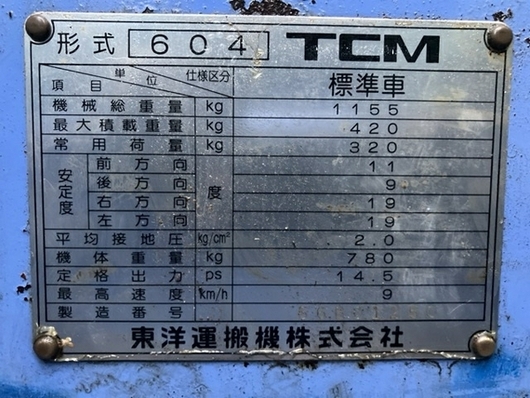 形式 604 TCM
項目 単位 仕様区分 標準車
機械総重量 kg 1155
最大積載重量 kg 420
常用荷量 kg 320
安定度 前方向 度 11
後方向 9
右方向 19
左方向 19
平均接地圧 kg/cm² 2.0
機体重量 kg 780
定格出力 ps 14.5
最高速度 km/h 9
製造番号
東洋運搬機株式会社